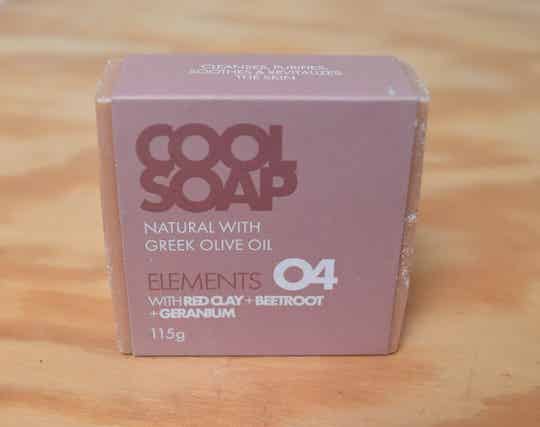 CLEANSES, PURIFIES,
SOOTHES & REVITALIZES
THE SKIN
COOL
SOAP
NATURAL WITH
GREEK OLIVE OIL
ELEMENTS 04
WITH RED CLAY + BEETROOT
+ GERANIUM
115g